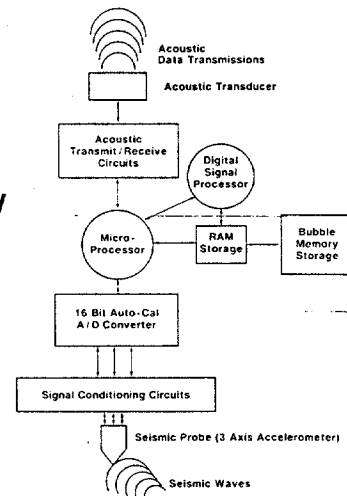 Acoustic
Data Transmissions
Acoustic Transducer
Acoustic
Transmit/Receive
Circuits
Digital
Signal
Processor
Micro-
Processor
RAM
Storage
Bubble
Memory
Storage
16 Bit Auto-Cal
A/D Converter
Signal Conditioning Circuits
Seismic Probe (3 Axis Accelerometer)
Seismic Waves